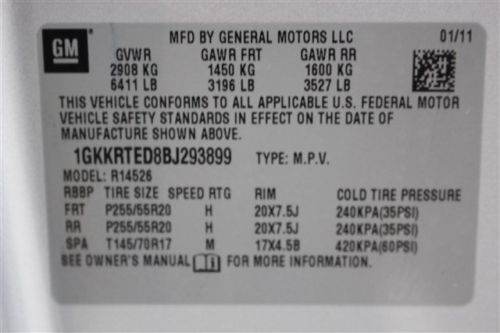 GM
MFD BY GENERAL MOTORS LLC 01/11
GVWR GAWR FRT GAWR RR
2908 KG 1450 KG 1600 KG
6411 LB 3196 LB 3527 LB
THIS VEHICLE CONFORMS TO ALL APPLICABLE U.S. FEDERAL MOTOR
VEHICLE SAFETY STANDARDS IN EFFECT ON THE DATE OF
MANUFACTURE SHOWN ABOVE.
1GKKRTED8BJ293899 TYPE: M.P.V.
MODEL: R14526
RBBP TIRE SIZE SPEED RTG RIM COLD TIRE PRESSURE
FRT P255/55R20 H 20X7.5J 240KPA(35PSI)
RR P255/55R20 H 20X7.5J 240KPA(35PSI)
SPA T145/70R17 M 17X4.5B 420KPA(60PSI)
SEE OWNER'S MANUAL FOR MORE INFORMATION.